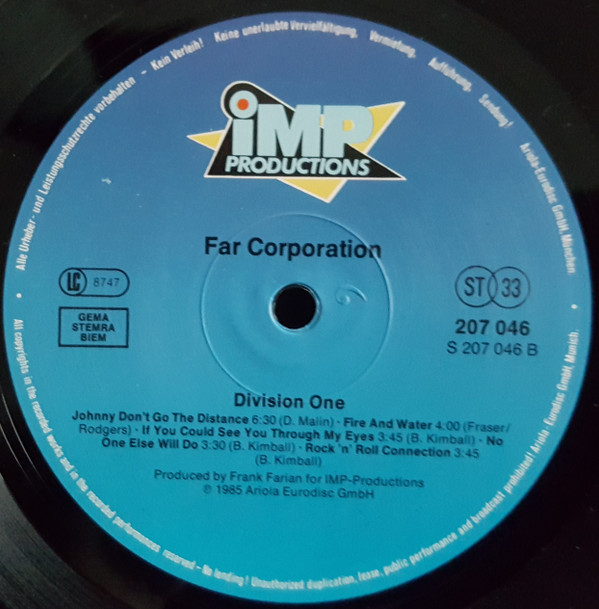 Alle Urheber- und Leistungsschutzrechte vorbehalten – Kein Verleih! Keine unerlaubte Vervielfältigung, Vermietung, Aufführung, Sendung! Ariola-Eurodisc GmbH, München
iMP
PRODUCTIONS
Far Corporation
LC 8747
ST 33
GEMA
STEMRA
BIEM
207 046
S 207 046 B
Division One
Johnny Don't Go The Distance 6:30 (D. Malin) · Fire And Water 4:00 (Fraser/
Rodgers) · If You Could See You Through My Eyes 3:45 (B. Kimball) · No
One Else Will Do 3:30 (B. Kimball) · Rock 'n' Roll Connection 3:45
(B. Kimball)
Produced by Frank Farian for IMP-Productions
℗ 1985 Ariola Eurodisc GmbH
All copyrights in the recorded works and in the recorded performances reserved – No lending! Unauthorized duplication, lease, public performance and broadcast prohibited! Ariola Eurodisc GmbH, Munich.